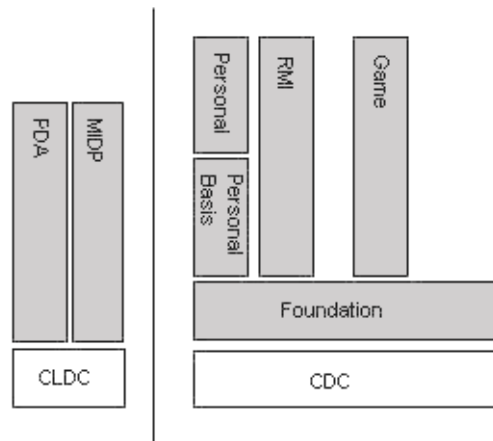 PDA
MIDP
CLDC
Personal
Personal
Basis
RMI
Game
Foundation
CDC